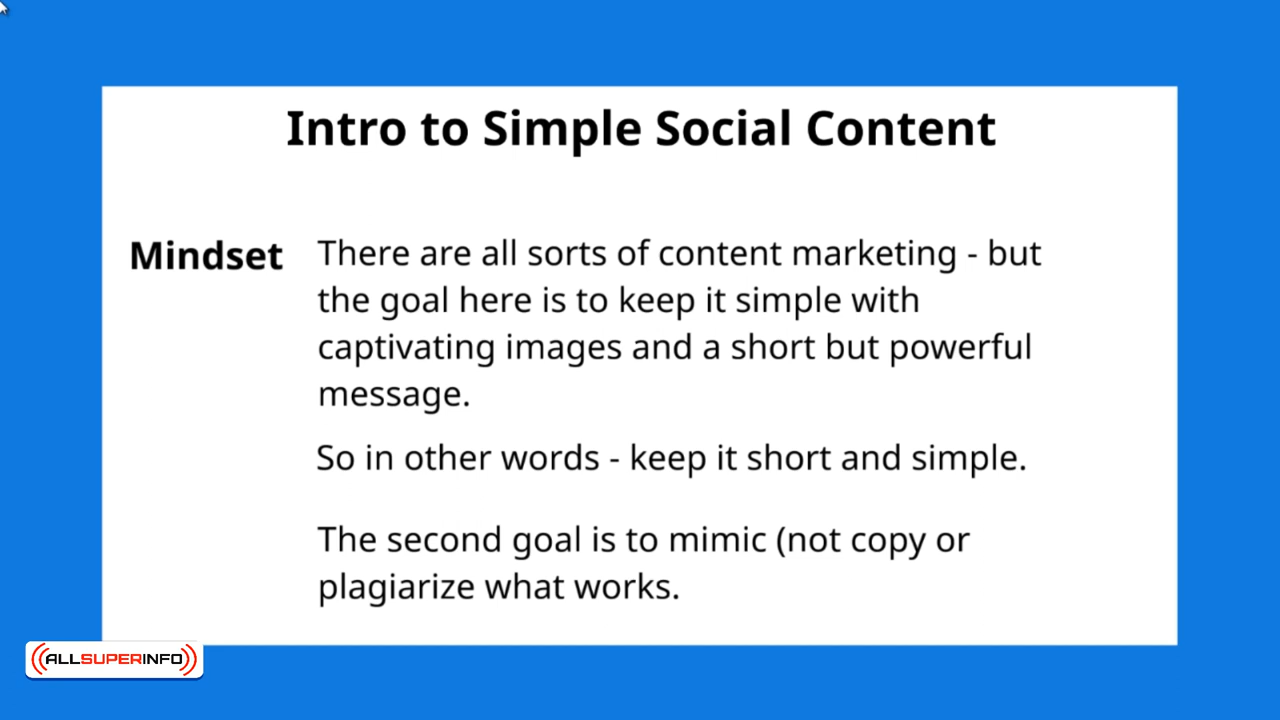 Intro to Simple Social Content
Mindset
There are all sorts of content marketing - but
the goal here is to keep it simple with
captivating images and a short but powerful
message.
So in other words - keep it short and simple.
The second goal is to mimic (not copy or
plagiarize what works.
ALLSUPERINFO